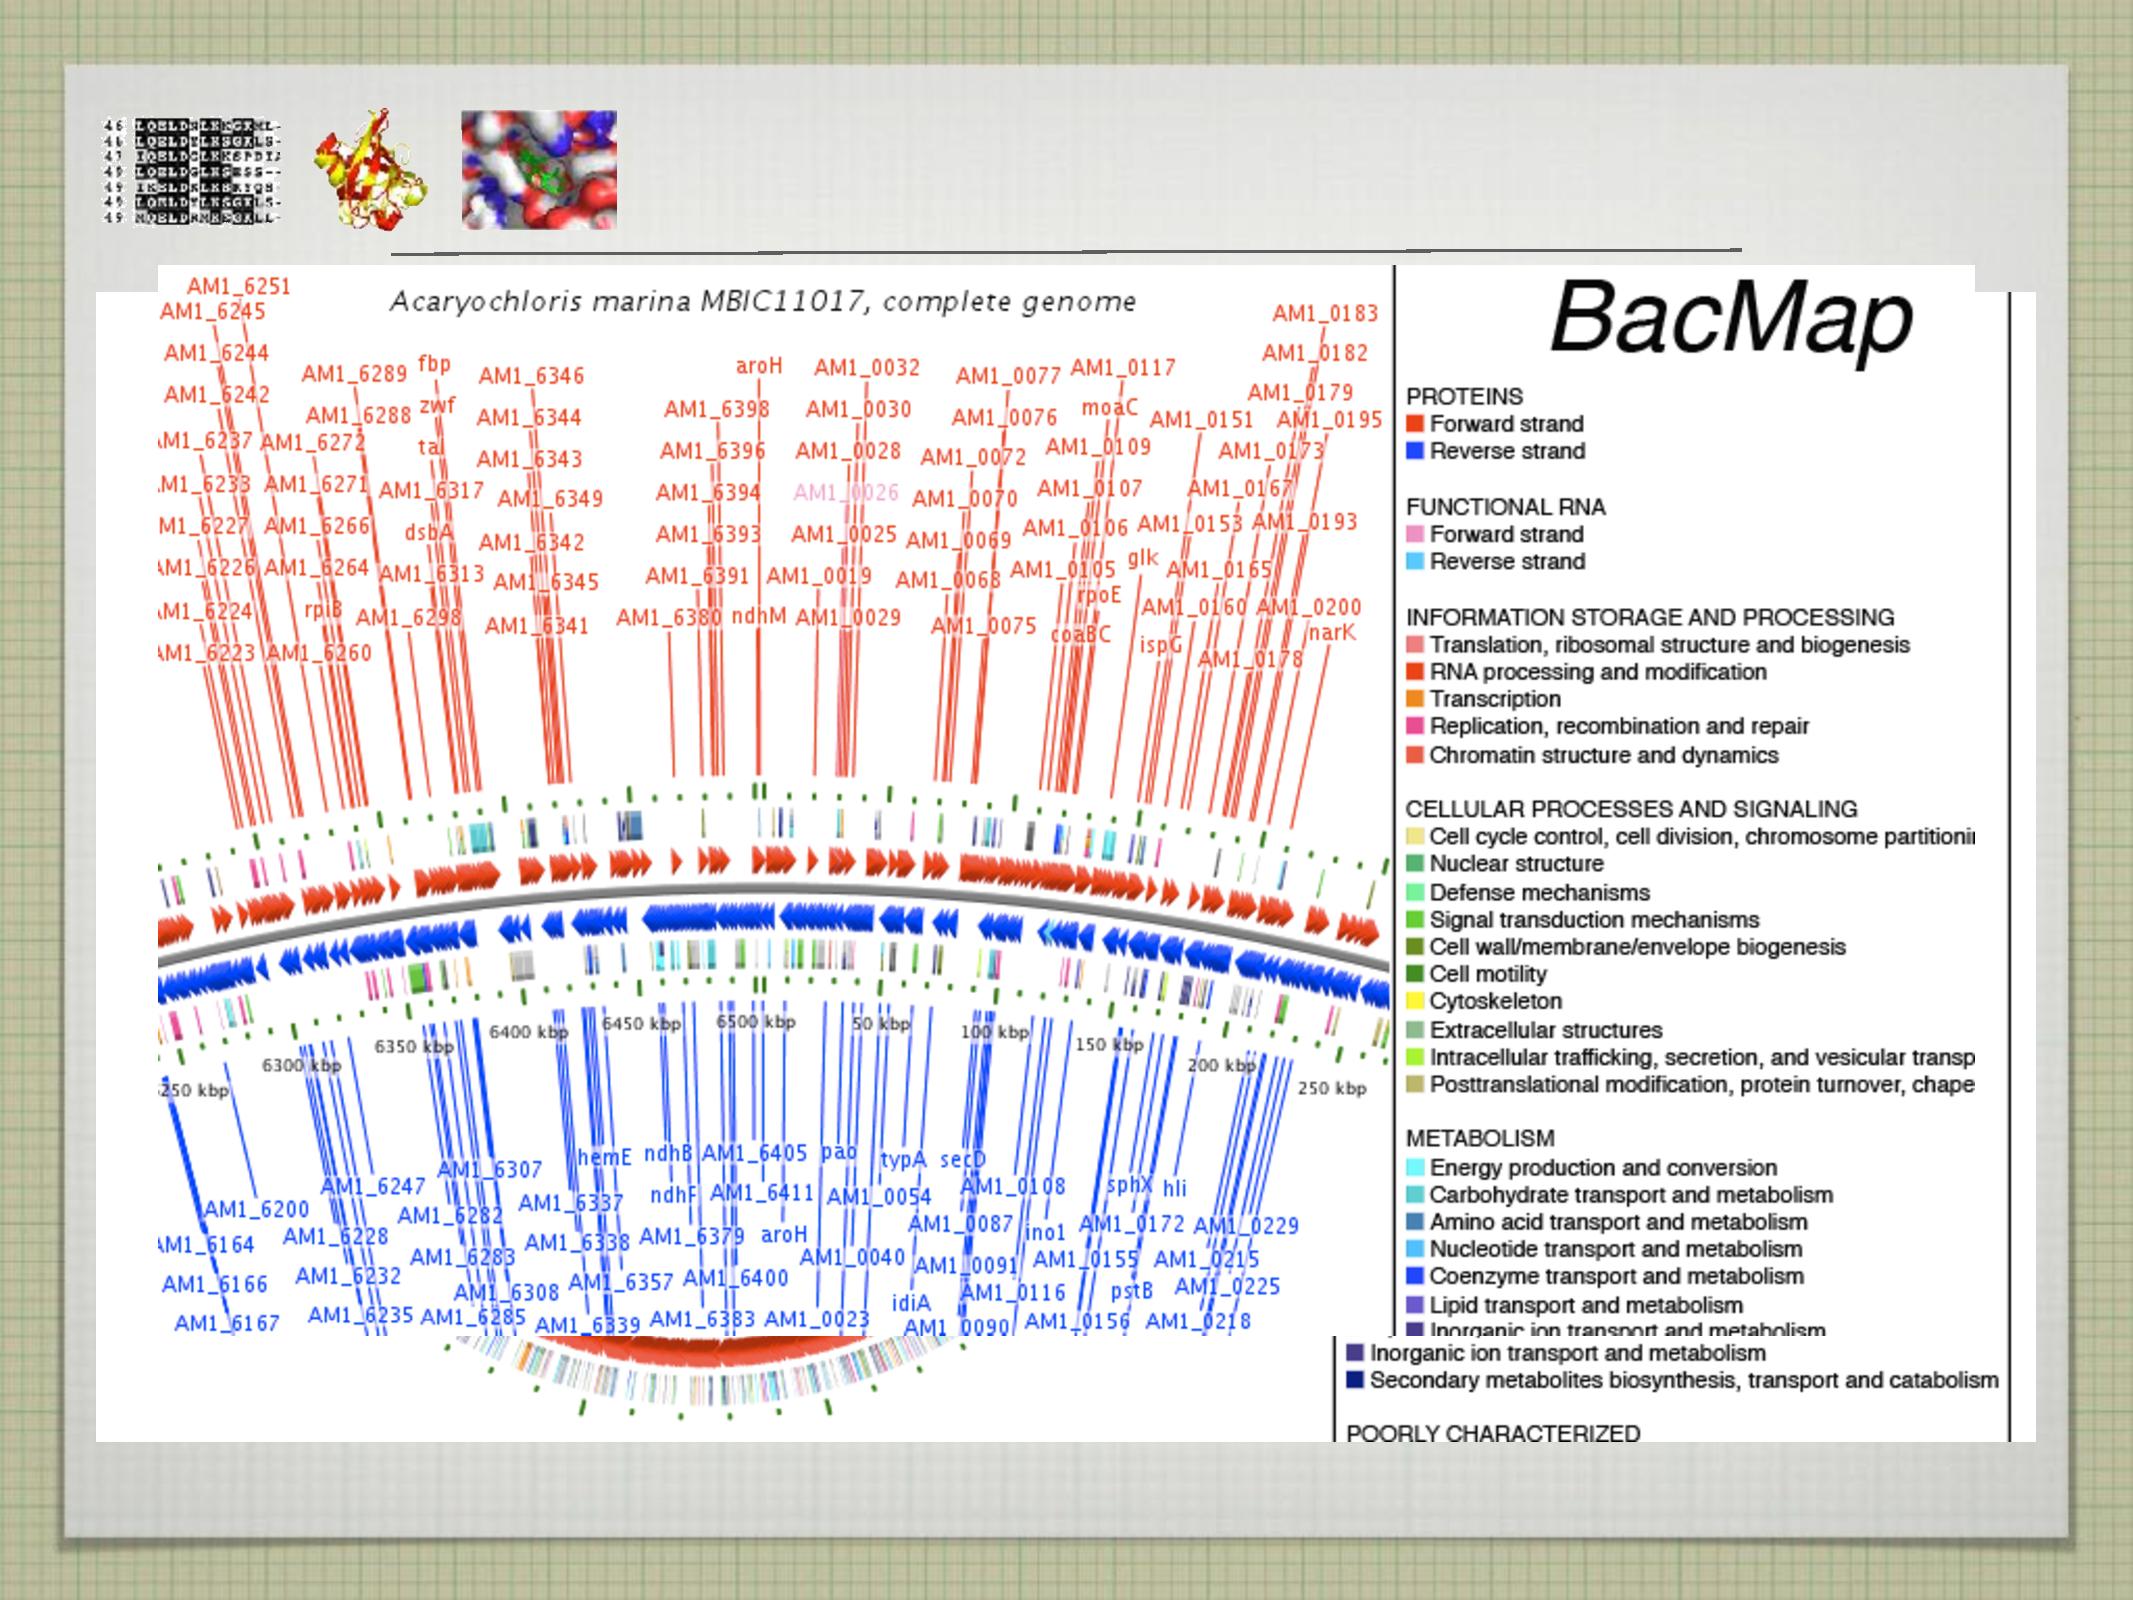 Acaryochloris marina MBIC11017, complete genome
AM1_6251
AM1_6245
AM1_6244
AM1_6242
AM1_6289
fbp
AM1_6346
aroH
AM1_0032
AM1_0077
AM1_0117
AM1_0183
AM1_0182
AM1_0179
AM1_6288
zwf
AM1_6344
AM1_6398
AM1_0030
AM1_0076
moaC
AM1_0151
AM1_0195
M1_6237
AM1_6272
tal
AM1_6343
AM1_6396
AM1_0028
AM1_0072
AM1_0109
AM1_0173
M1_6233
AM1_6271
AM1_6317
AM1_6349
AM1_6394
AM1_0026
AM1_0070
AM1_0107
AM1_0167
M1_6227
AM1_6266
dsbA
AM1_6342
AM1_6393
AM1_0025
AM1_0069
AM1_0106
AM1_0153
AM1_0193
AM1_6226
AM1_6264
AM1_6313
AM1_6345
AM1_6391
AM1_0019
AM1_0068
AM1_0105
glk
AM1_0165
rpoE
AM1_6224
rpiB
AM1_6298
AM1_6341
AM1_6380
ndhM
AM1_0029
AM1_0075
coaBC
AM1_0160
AM1_0200
ispG
narK
AM1_6223
AM1_6260
AM1_0178
250 kbp
6300 kbp
6350 kbp
6400 kbp
6450 kbp
6500 kbp
50 kbp
100 kbp
150 kbp
200 kbp
250 kbp
AM1_6307
hemE
ndhB
AM1_6405
pao
typA
secD
AM1_6200
AM1_6247
AM1_6282
AM1_6337
ndhF
AM1_6411
AM1_0054
AM1_0108
sphX
hli
AM1_6164
AM1_6228
AM1_6283
AM1_6338
AM1_6379
aroH
AM1_0040
AM1_0087
ino1
AM1_0172
AM1_0229
AM1_0091
AM1_0155
AM1_0215
AM1_6166
AM1_6232
AM1_6308
AM1_6357
AM1_6400
idiA
AM1_0116
pstB
AM1_0225
AM1_6167
AM1_6235
AM1_6285
AM1_6339
AM1_6383
AM1_0023
AM1_0090
AM1_0156
AM1_0218
BacMap
PROTEINS
Forward strand
Reverse strand
FUNCTIONAL RNA
Forward strand
Reverse strand
INFORMATION STORAGE AND PROCESSING
Translation, ribosomal structure and biogenesis
RNA processing and modification
Transcription
Replication, recombination and repair
Chromatin structure and dynamics
CELLULAR PROCESSES AND SIGNALING
Cell cycle control, cell division, chromosome partitioni
Nuclear structure
Defense mechanisms
Signal transduction mechanisms
Cell wall/membrane/envelope biogenesis
Cell motility
Cytoskeleton
Extracellular structures
Intracellular trafficking, secretion, and vesicular transp
Posttranslational modification, protein turnover, chape
METABOLISM
Energy production and conversion
Carbohydrate transport and metabolism
Amino acid transport and metabolism
Nucleotide transport and metabolism
Coenzyme transport and metabolism
Lipid transport and metabolism
Inorganic ion transport and metabolism
Inorganic ion transport and metabolism
Secondary metabolites biosynthesis, transport and catabolism
POORLY CHARACTERIZED